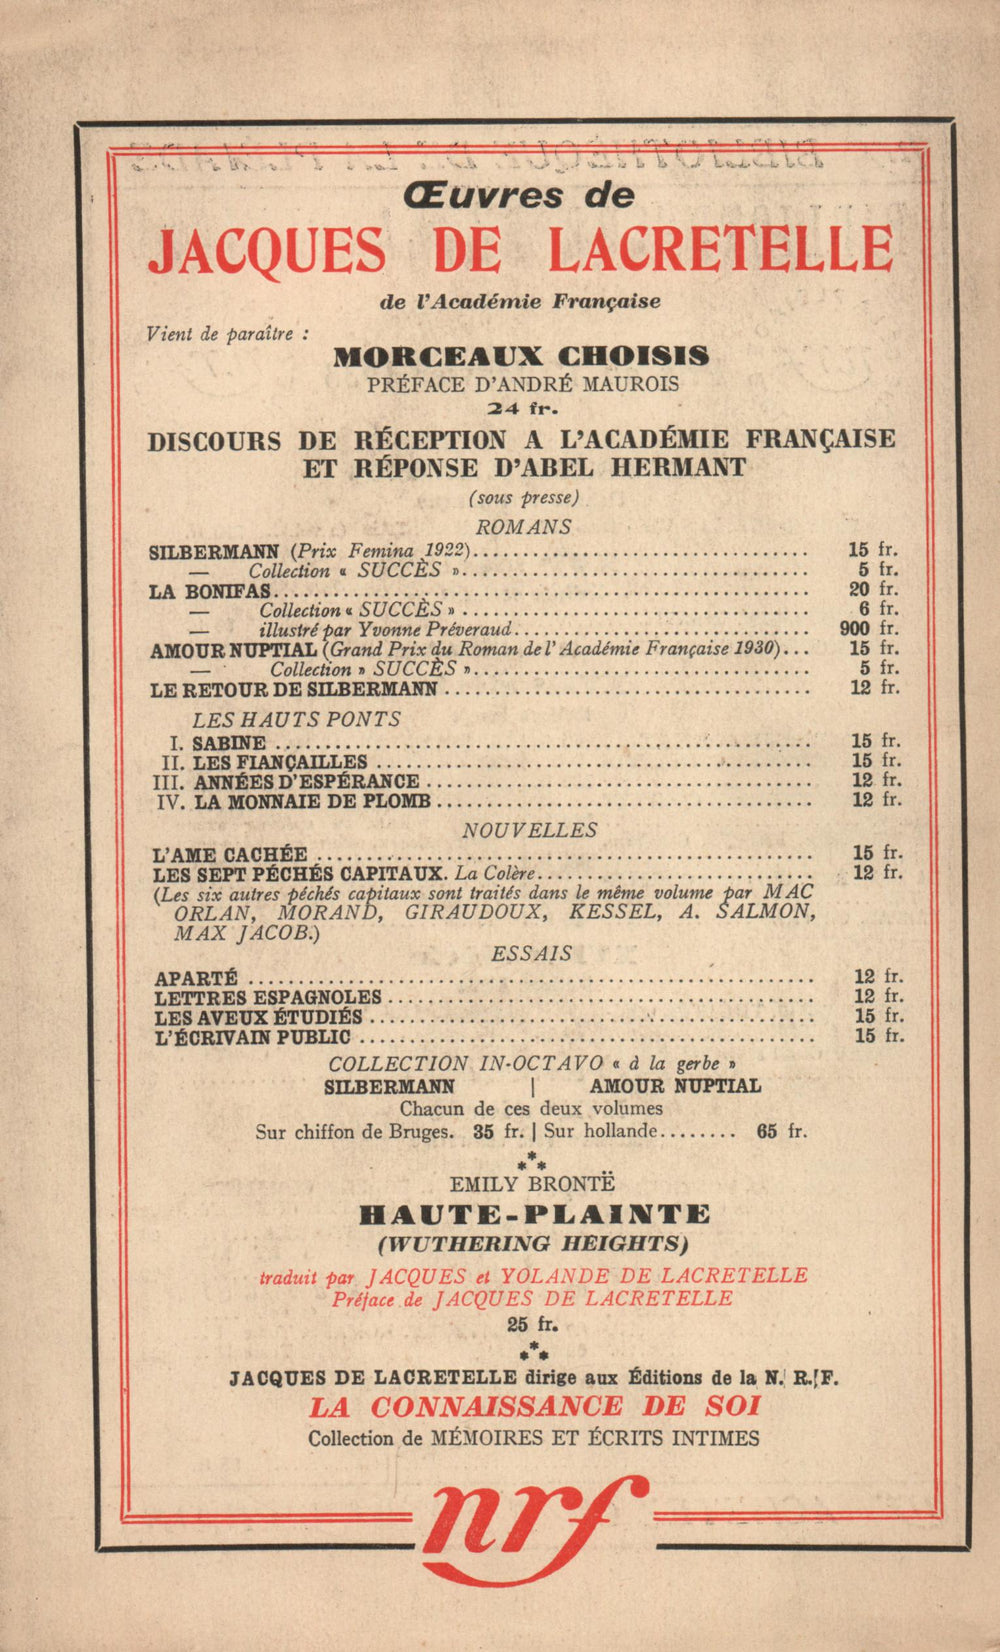 Œuvres de
JACQUES DE LACRETELLE
de l'Académie Française
Vient de paraître :
MORCEAUX CHOISIS
PRÉFACE D'ANDRÉ MAUROIS
24 fr.
DISCOURS DE RÉCEPTION A L'ACADÉMIE FRANÇAISE
ET RÉPONSE D'ABEL HERMANT
(sous presse)
ROMANS
SILBERMANN (Prix Femina 1922)................................ 15 fr.
— Collection « SUCCÈS »................................ 5 fr.
LA BONIFAS................................................ 20 fr.
— Collection « SUCCÈS » ................................ 6 fr.
— illustré par Yvonne Préveraud............................ 900 fr.
AMOUR NUPTIAL (Grand Prix du Roman de l'Académie Française 1930)... 15 fr.
— Collection » SUCCÈS »................................ 5 fr.
LE RETOUR DE SILBERMANN .................................. 12 fr.
LES HAUTS PONTS
I. SABINE ................................................ 15 fr.
II. LES FIANÇAILLES ........................................ 15 fr.
III. ANNÉES D'ESPÉRANCE .................................... 12 fr.
IV. LA MONNAIE DE PLOMB .................................... 12 fr.
NOUVELLES
L'AME CACHÉE .............................................. 15 fr.
LES SEPT PÉCHÉS CAPITAUX. La Colère.......................... 12 fr.
(Les six autres péchés capitaux sont traités dans le même volume par MAC
ORLAN, MORAND, GIRAUDOUX, KESSEL, A. SALMON,
MAX JACOB.)
ESSAIS
APARTÉ .................................................... 12 fr.
LETTRES ESPAGNOLES ........................................ 12 fr.
LES AVEUX ÉTUDIÉS .......................................... 15 fr.
L'ÉCRIVAIN PUBLIC .......................................... 15 fr.
COLLECTION IN-OCTAVO « à la gerbe »
SILBERMANN | AMOUR NUPTIAL
Chacun de ces deux volumes
Sur chiffon de Bruges. 35 fr. | Sur hollande........ 65 fr.
EMILY BRONTË
HAUTE-PLAINTE
(WUTHERING HEIGHTS)
traduit par JACQUES et YOLANDE DE LACRETELLE
Préface de JACQUES DE LACRETELLE
25 fr.
JACQUES DE LACRETELLE dirige aux Éditions de la N. R. F.
LA CONNAISSANCE DE SOI
Collection de MÉMOIRES ET ÉCRITS INTIMES
nrf